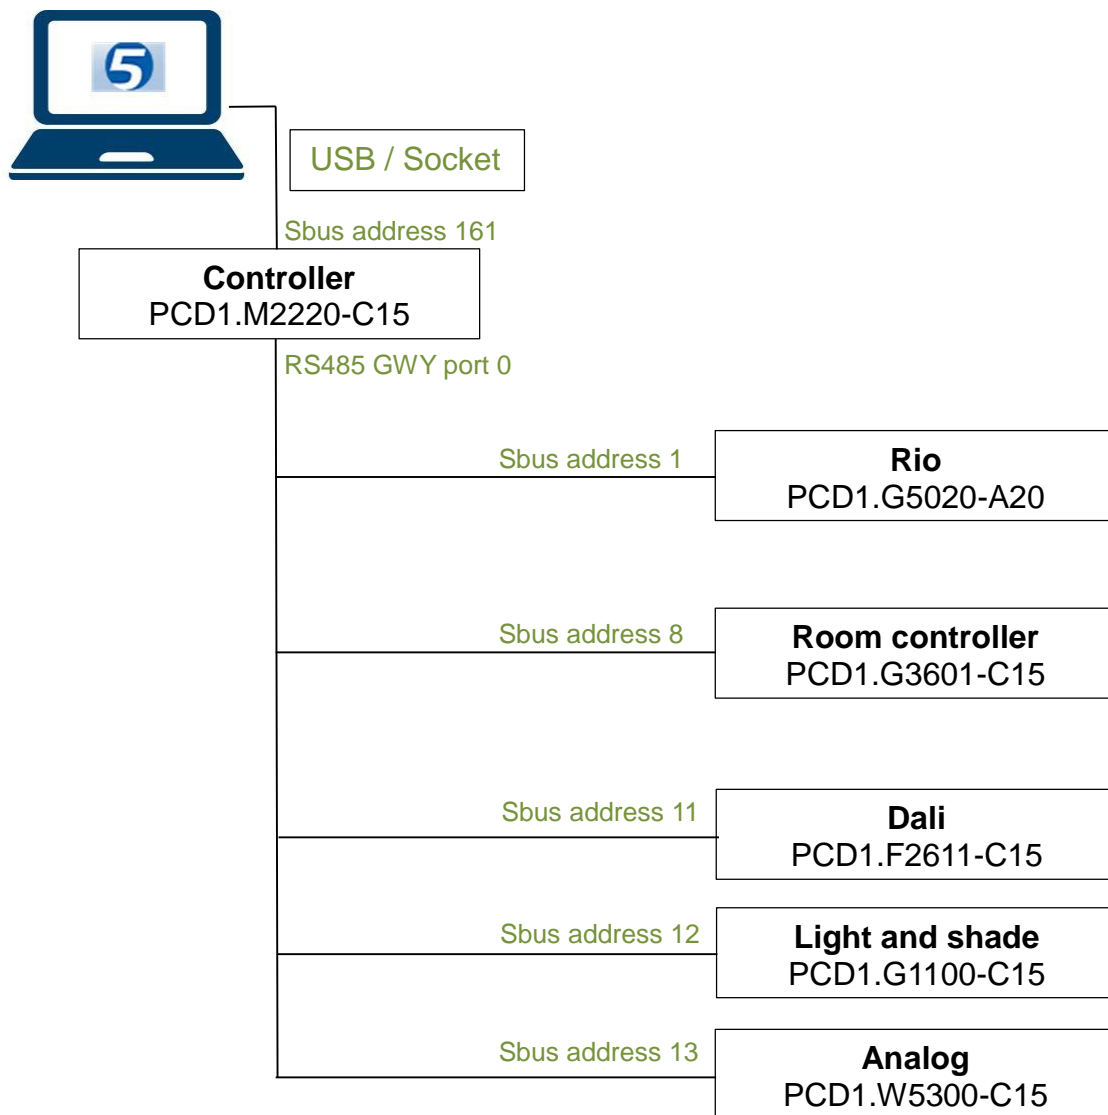 5
USB / Socket
Sbus address 161
Controller
PCD1.M2220-C15
RS485 GWY port 0
Sbus address 1
Rio
PCD1.G5020-A20
Sbus address 8
Room controller
PCD1.G3601-C15
Sbus address 11
Dali
PCD1.F2611-C15
Sbus address 12
Light and shade
PCD1.G1100-C15
Sbus address 13
Analog
PCD1.W5300-C15